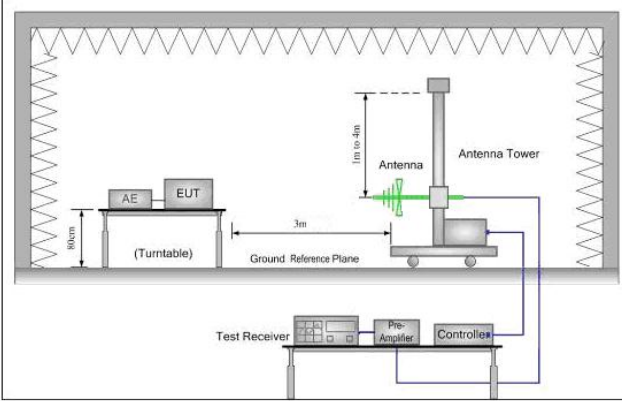 1m to 4m
Antenna
Antenna Tower
AE
EUT
3m
80cm
(Turntable)
Ground Reference Plane
Test Receiver
Pre-
Amplifier
Controller